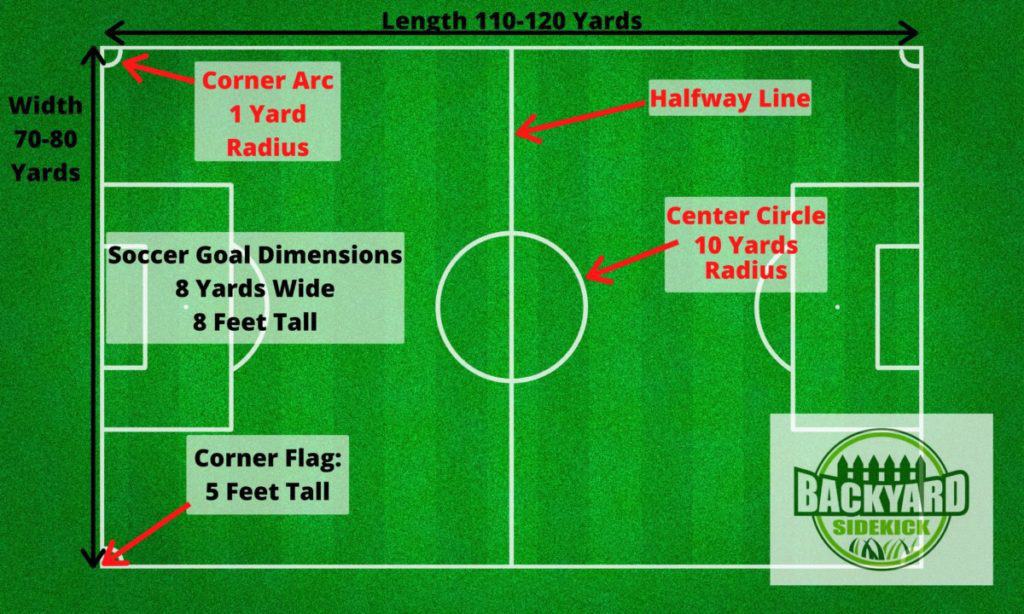 Length 110-120 Yards
Width
70-80
Yards
Corner Arc
1 Yard
Radius
Halfway Line
Center Circle
10 Yards
Radius
Soccer Goal Dimensions
8 Yards Wide
8 Feet Tall
Corner Flag:
5 Feet Tall
BACKYARD
SIDEKICK